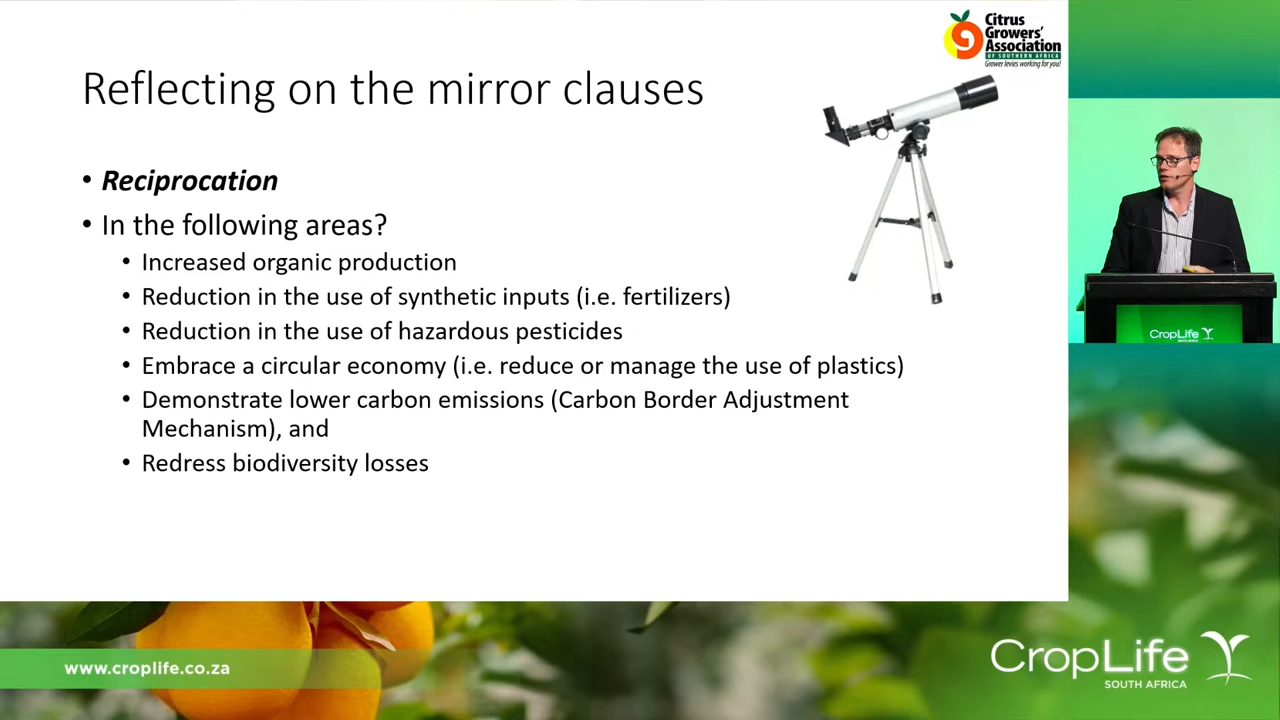 Citrus
Growers'
Association
OF SOUTHERN AFRICA
Grower levies working for you!
Reflecting on the mirror clauses
• Reciprocation
• In the following areas?
• Increased organic production
• Reduction in the use of synthetic inputs (i.e. fertilizers)
• Reduction in the use of hazardous pesticides
• Embrace a circular economy (i.e. reduce or manage the use of plastics)
• Demonstrate lower carbon emissions (Carbon Border Adjustment
Mechanism), and
• Redress biodiversity losses
CropLife
SOUTH AFRICA
www.croplife.co.za
CropLife
SOUTH AFRICA